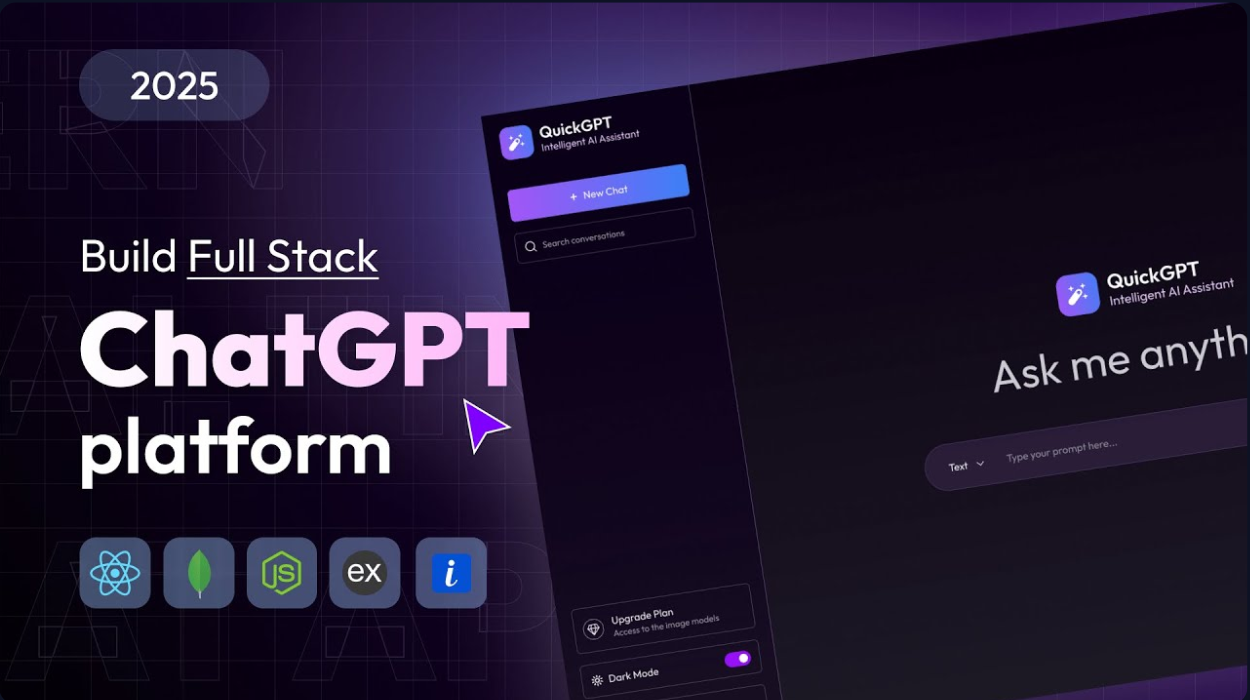 2025
Build Full Stack
ChatGPT
platform
JS
ex
i
QuickGPT
Intelligent AI Assistant
+ New Chat
Search conversations
QuickGPT
Intelligent AI Assistant
Ask me anyth
Text
Type your prompt here...
Upgrade Plan
Access to the image models
Dark Mode